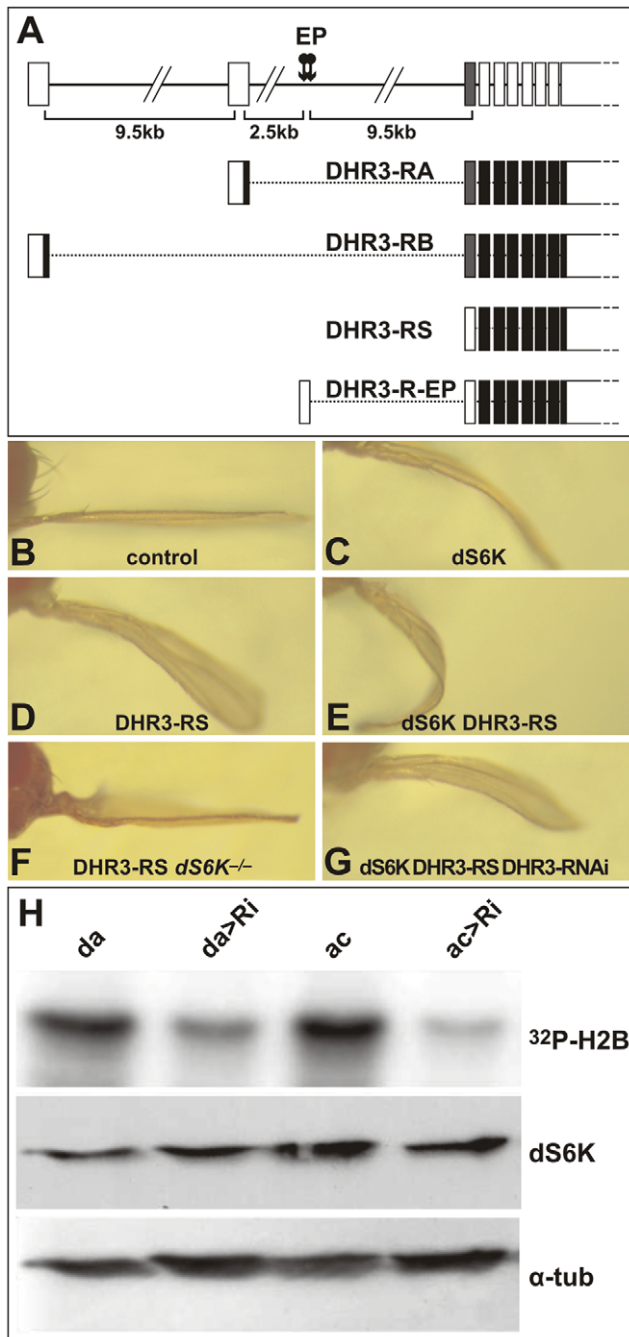 A
EP
9.5kb 2.5kb 9.5kb
DHR3-RA
DHR3-RB
DHR3-RS
DHR3-R-EP
B control
C dS6K
D DHR3-RS
E dS6K DHR3-RS
F DHR3-RS dS6K–/–
G dS6K DHR3-RS DHR3-RNAi
H
da da>Ri ac ac>Ri
32P-H2B
dS6K
α-tub